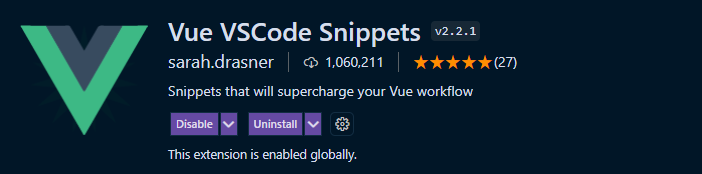 Vue VSCode Snippets v2.2.1
sarah.drasner 1,060,211 ★★★★★(27)
Snippets that will supercharge your Vue workflow
Disable Uninstall
This extension is enabled globally.